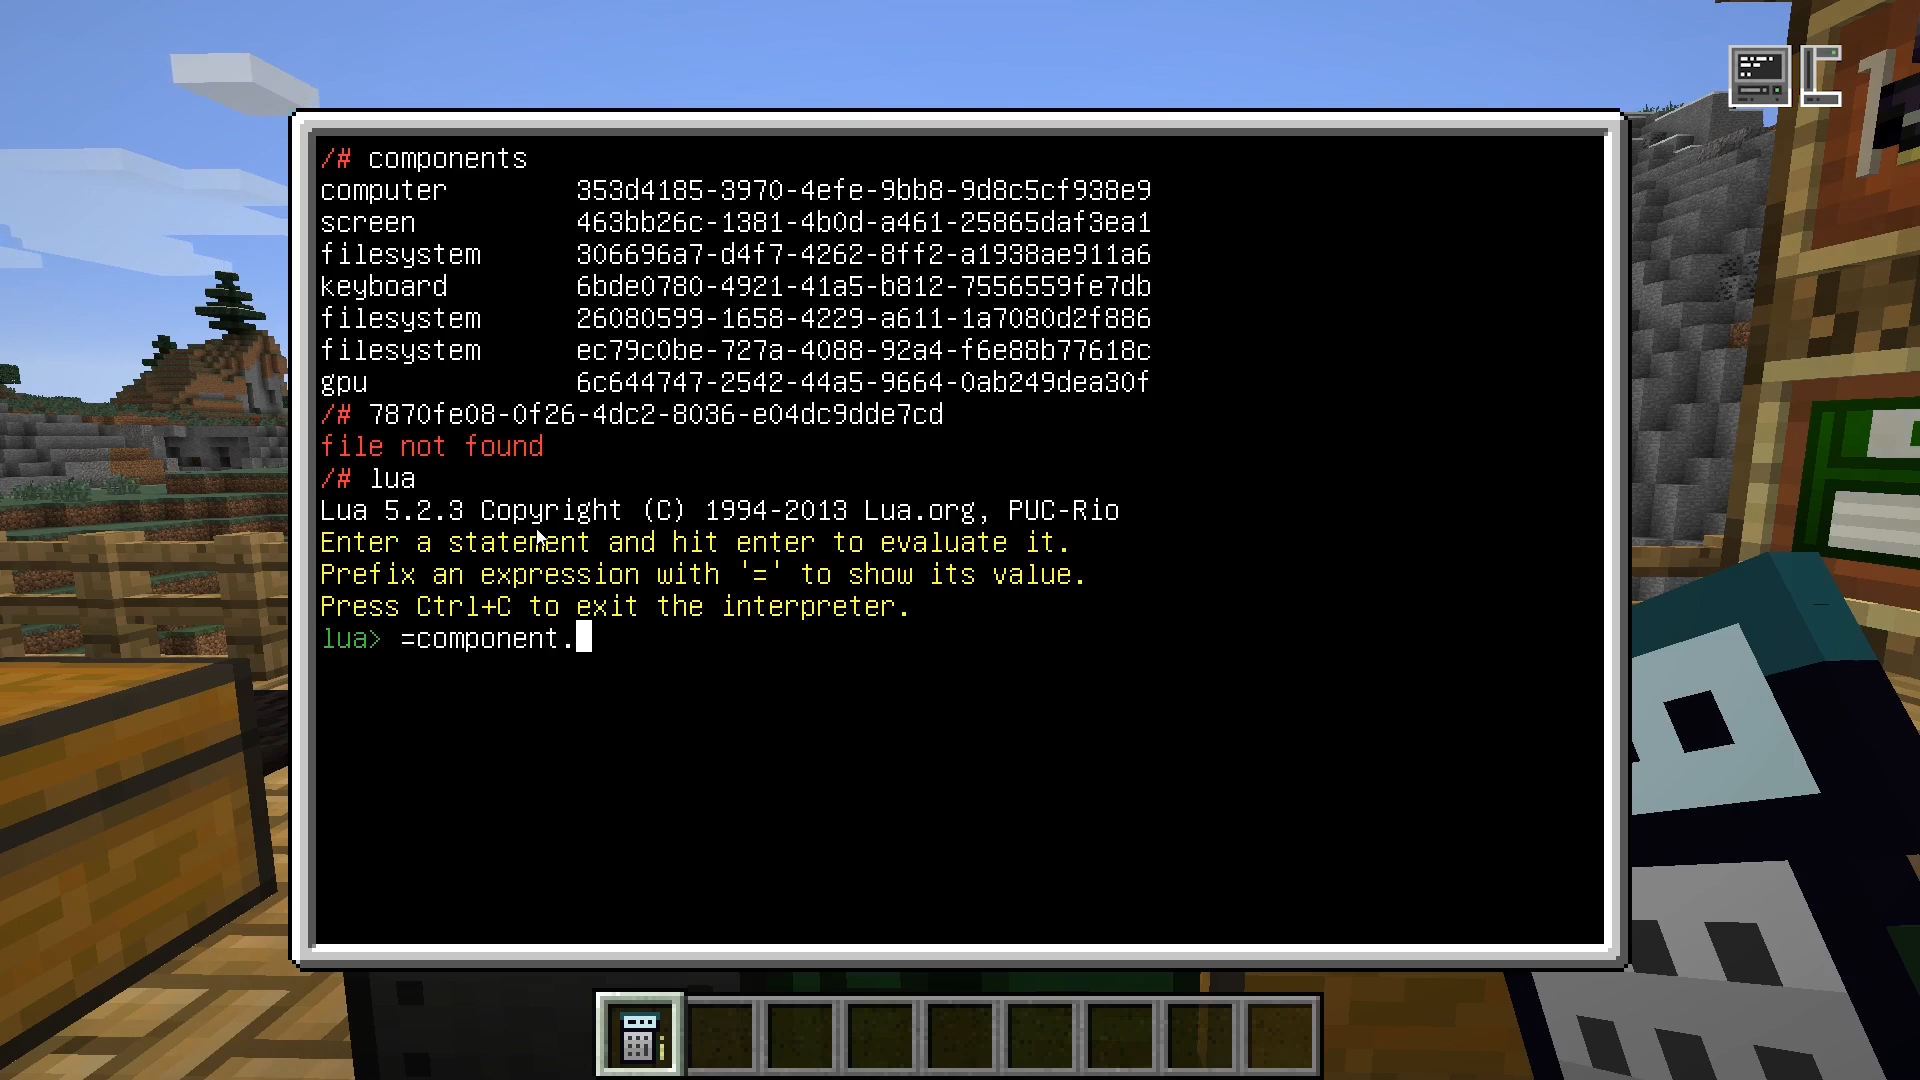 /# components
computer 353d4185-3970-4efe-9bb8-9d8c5cf938e9
screen 463bb26c-1381-4b0d-a461-25865daf3ea1
filesystem 306696a7-d4f7-4262-8ff2-a1938ae911a6
keyboard 6bde0780-4921-41a5-b812-7556559fe7db
filesystem 26080599-1658-4229-a611-1a7080d2f886
filesystem ec79c0be-727a-4088-92a4-f6e88b77618c
gpu 6c644747-2542-44a5-9664-0ab249dea30f
/# 7870fe08-0f26-4dc2-8036-e04dc9dde7cd
file not found
/# lua
Lua 5.2.3 Copyright (C) 1994-2013 Lua.org, PUC-Rio
Enter a statement and hit enter to evaluate it.
Prefix an expression with '=' to show its value.
Press Ctrl+C to exit the interpreter.
lua> =component.